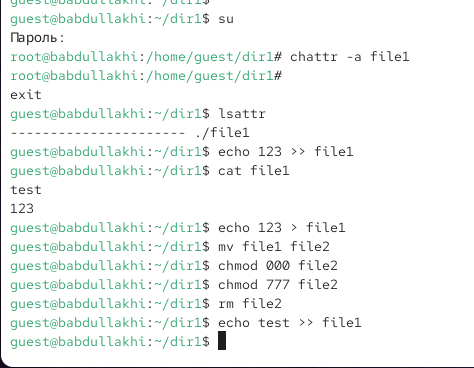 guest@babdullakhi:~/dir1$
guest@babdullakhi:~/dir1$ su
Пароль:
root@babdullakhi:/home/guest/dir1# chattr -a file1
root@babdullakhi:/home/guest/dir1#
exit
guest@babdullakhi:~/dir1$ lsattr
---------------------- ./file1
guest@babdullakhi:~/dir1$ echo 123 >> file1
guest@babdullakhi:~/dir1$ cat file1
test
123
guest@babdullakhi:~/dir1$ echo 123 > file1
guest@babdullakhi:~/dir1$ mv file1 file2
guest@babdullakhi:~/dir1$ chmod 000 file2
guest@babdullakhi:~/dir1$ chmod 777 file2
guest@babdullakhi:~/dir1$ rm file2
guest@babdullakhi:~/dir1$ echo test >> file1
guest@babdullakhi:~/dir1$